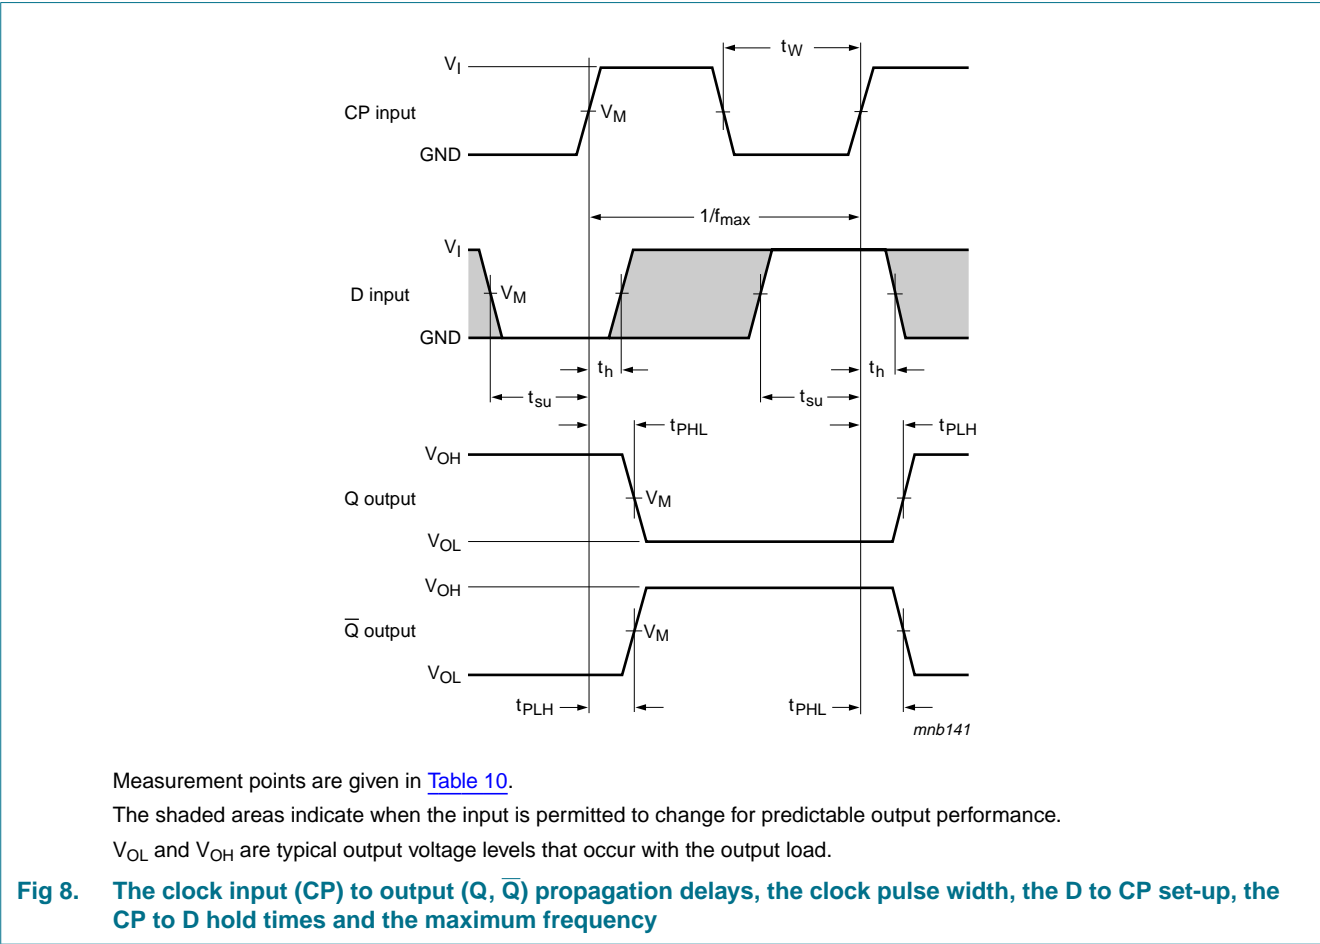 t_W
V_I
CP input
V_M
GND
1/f_max
V_I
D input
V_M
GND
t_h
t_h
t_su
t_su
t_PHL
t_PLH
V_OH
Q output
V_M
V_OL
V_OH
Q̅ output
V_M
V_OL
t_PLH
t_PHL
mnb141
Measurement points are given in Table 10.
The shaded areas indicate when the input is permitted to change for predictable output performance.
V_OL and V_OH are typical output voltage levels that occur with the output load.
Fig 8. The clock input (CP) to output (Q, Q̅) propagation delays, the clock pulse width, the D to CP set-up, the
CP to D hold times and the maximum frequency